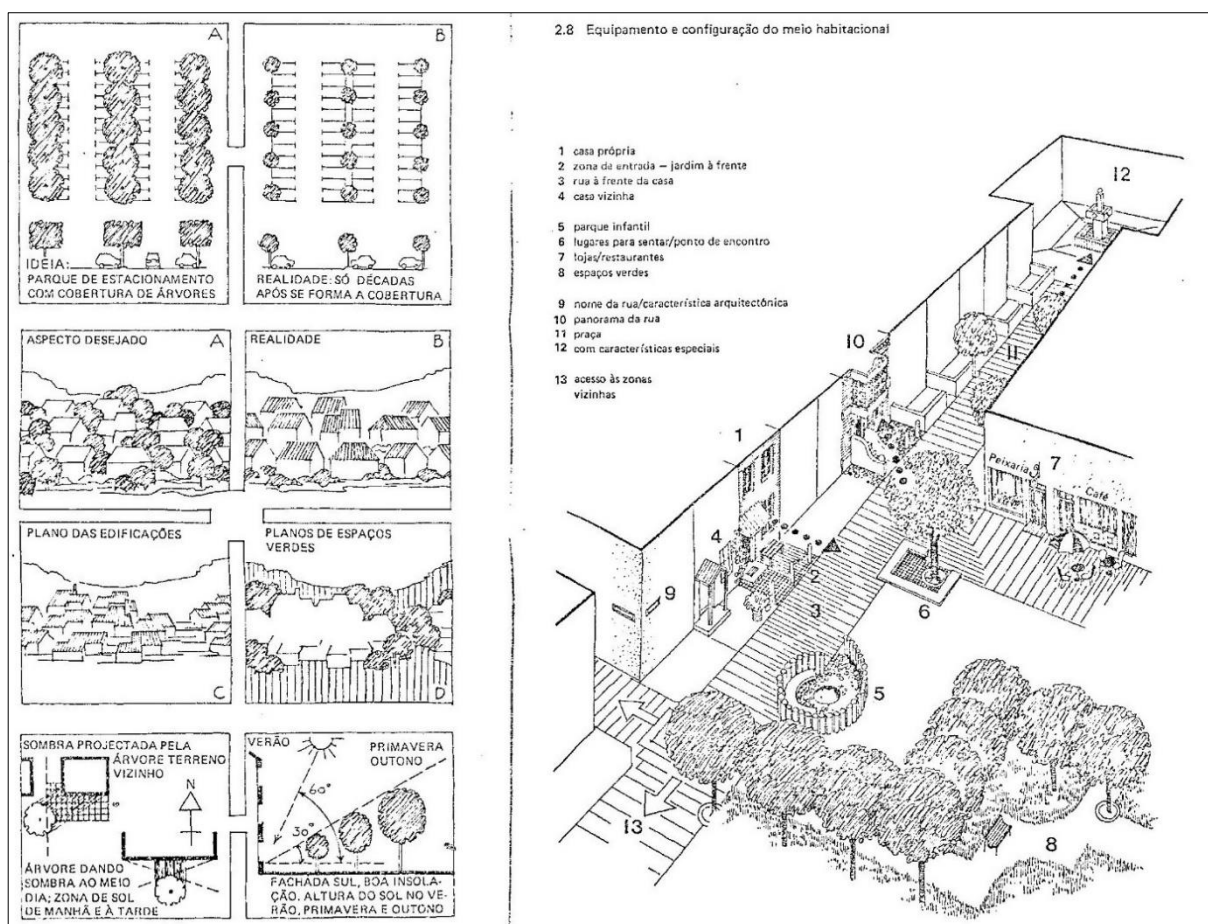 A
B
IDEIA:
PARQUE DE ESTACIONAMENTO
COM COBERTURA DE ÁRVORES
REALIDADE: SÓ DÉCADAS
APÓS SE FORMA A COBERTURA
ASPECTO DESEJADO
A
REALIDADE
B
PLANO DAS EDIFICAÇÕES
C
PLANOS DE ESPAÇOS
VERDES
D
SOMBRA PROJECTADA PELA
ÁRVORE TERRENO
VIZINHO
N
ÁRVORE DANDO
SOMBRA AO MEIO
DIA; ZONA DE SOL
DE MANHÃ E À TARDE
VERÃO
PRIMAVERA
OUTONO
60°
30°
FACHADA SUL, BOA INSOLA-
ÇÃO. ALTURA DO SOL NO VE-
RÃO, PRIMAVERA E OUTONO
2.8 Equipamento e configuração do meio habitacional
1 casa própria
2 zona de entrada — jardim à frente
3 rua à frente da casa
4 casa vizinha
5 parque infantil
6 lugares para sentar/ponto de encontro
7 lojas/restaurantes
8 espaços verdes
9 nome da rua/característica arquitectônica
10 panorama da rua
11 praça
12 com características especiais
13 acesso às zonas
vizinhas
12
11
10
1
7
Peixaria
Café
4
2
9
3
6
5
13
8